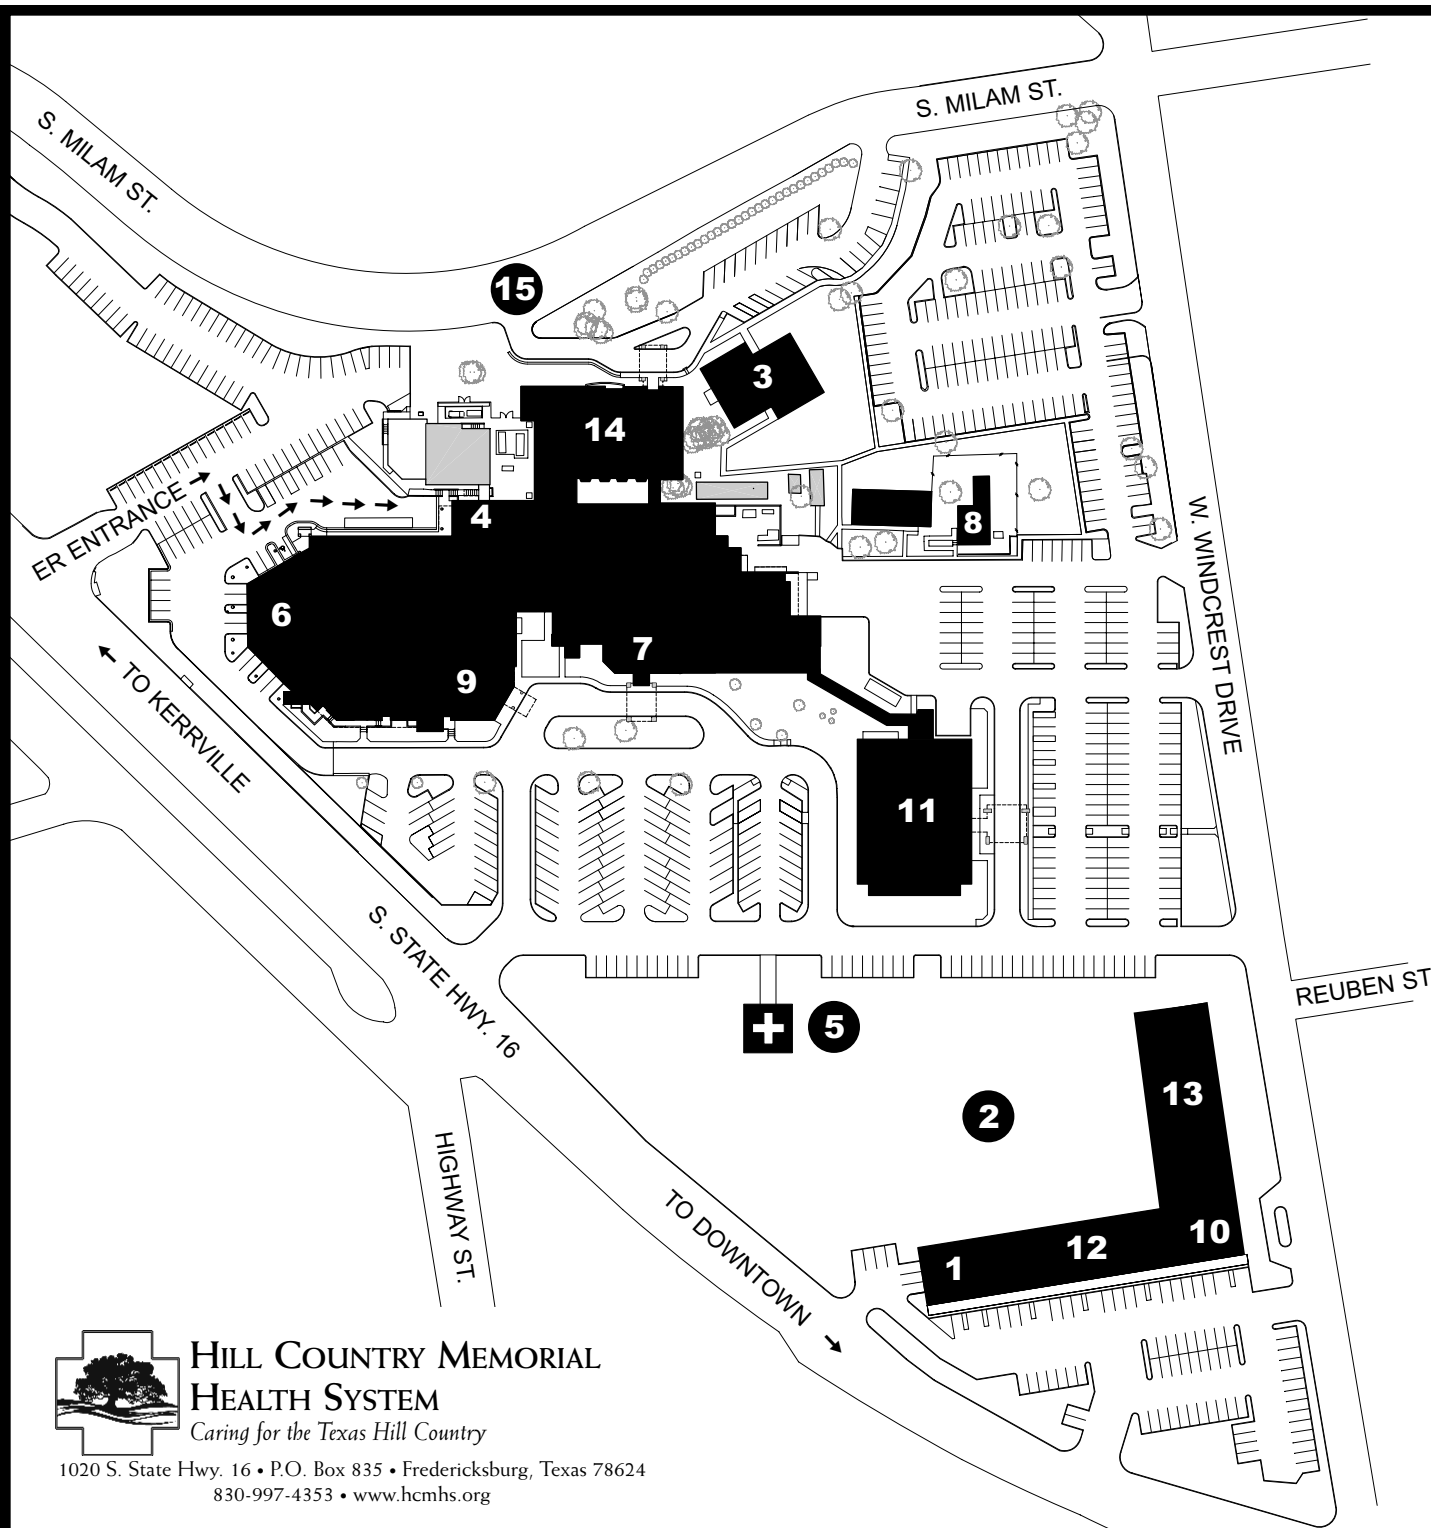 S. MILAM ST.
S. MILAM ST.
15
3
14
ER ENTRANCE
4
8
W. WINDCREST DRIVE
6
7
9
TO KERRVILLE
11
S. STATE HWY. 16
REUBEN ST
5
13
2
HIGHWAY ST.
TO DOWNTOWN
10
12
1
HILL COUNTRY MEMORIAL
HEALTH SYSTEM
Caring for the Texas Hill Country
1020 S. State Hwy. 16 • P.O. Box 835 • Fredericksburg, Texas 78624
830-997-4353 • www.hcmhs.org